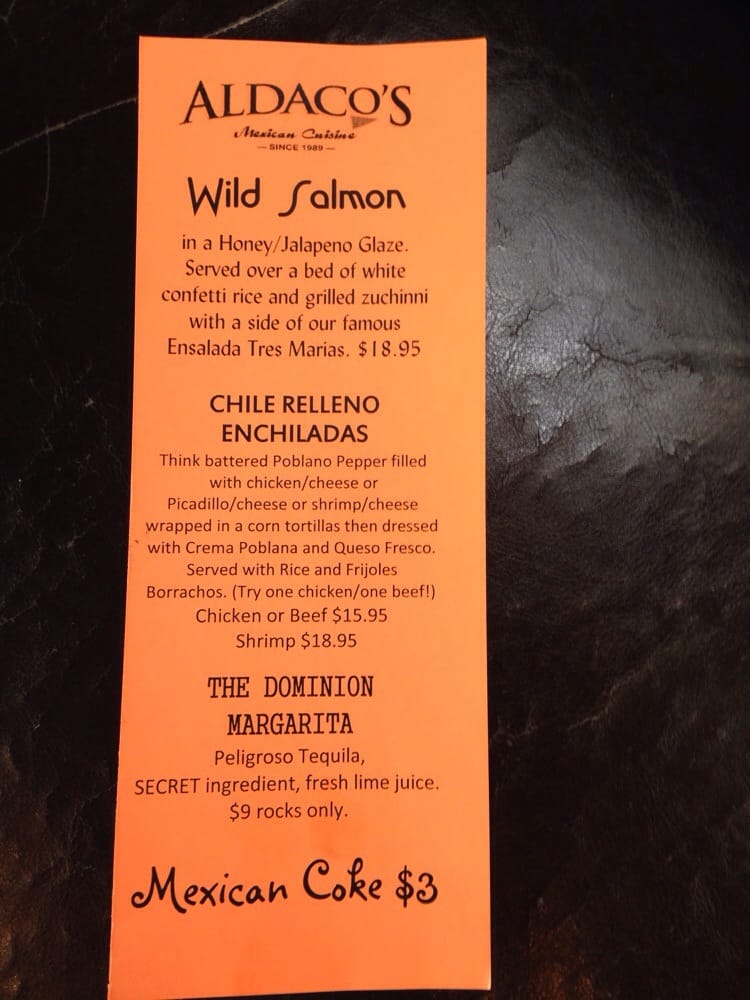 ALDACO'S
Mexican Cuisine
— SINCE 1989 —
Wild Salmon
in a Honey/Jalapeno Glaze.
Served over a bed of white
confetti rice and grilled zuchinni
with a side of our famous
Ensalada Tres Marias. $18.95
CHILE RELLENO
ENCHILADAS
Think battered Poblano Pepper filled
with chicken/cheese or
Picadillo/cheese or shrimp/cheese
wrapped in a corn tortillas then dressed
with Crema Poblana and Queso Fresco.
Served with Rice and Frijoles
Borrachos. (Try one chicken/one beef!)
Chicken or Beef $15.95
Shrimp $18.95
THE DOMINION
MARGARITA
Peligroso Tequila,
SECRET ingredient, fresh lime juice.
$9 rocks only.
Mexican Coke $3